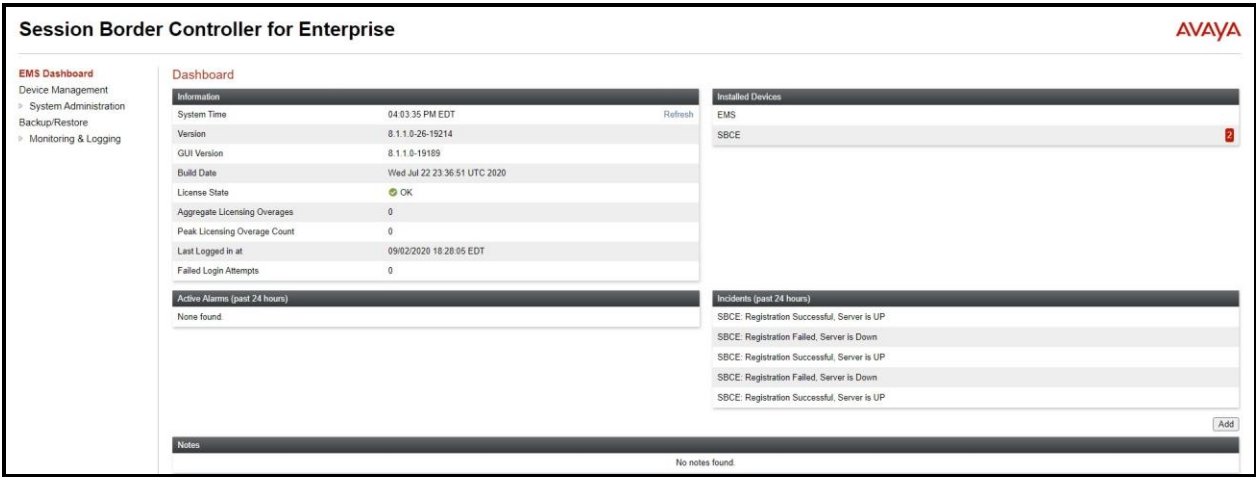 Session Border Controller for Enterprise
AVAYA
EMS Dashboard
Device Management
System Administration
Backup/Restore
Monitoring & Logging
Dashboard
Information
System Time 04:03:35 PM EDT Refresh
Version 8.1.1.0-26-19214
GUI Version 8.1.1.0-19189
Build Date Wed Jul 22 23:36:51 UTC 2020
License State OK
Aggregate Licensing Overages 0
Peak Licensing Overage Count 0
Last Logged in at 09/02/2020 18:28:05 EDT
Failed Login Attempts 0
Installed Devices
EMS
SBCE 2
Active Alarms (past 24 hours)
None found.
Incidents (past 24 hours)
SBCE: Registration Successful, Server is UP
SBCE: Registration Failed, Server is Down
SBCE: Registration Successful, Server is UP
SBCE: Registration Failed, Server is Down
SBCE: Registration Successful, Server is UP
Add
Notes
No notes found.